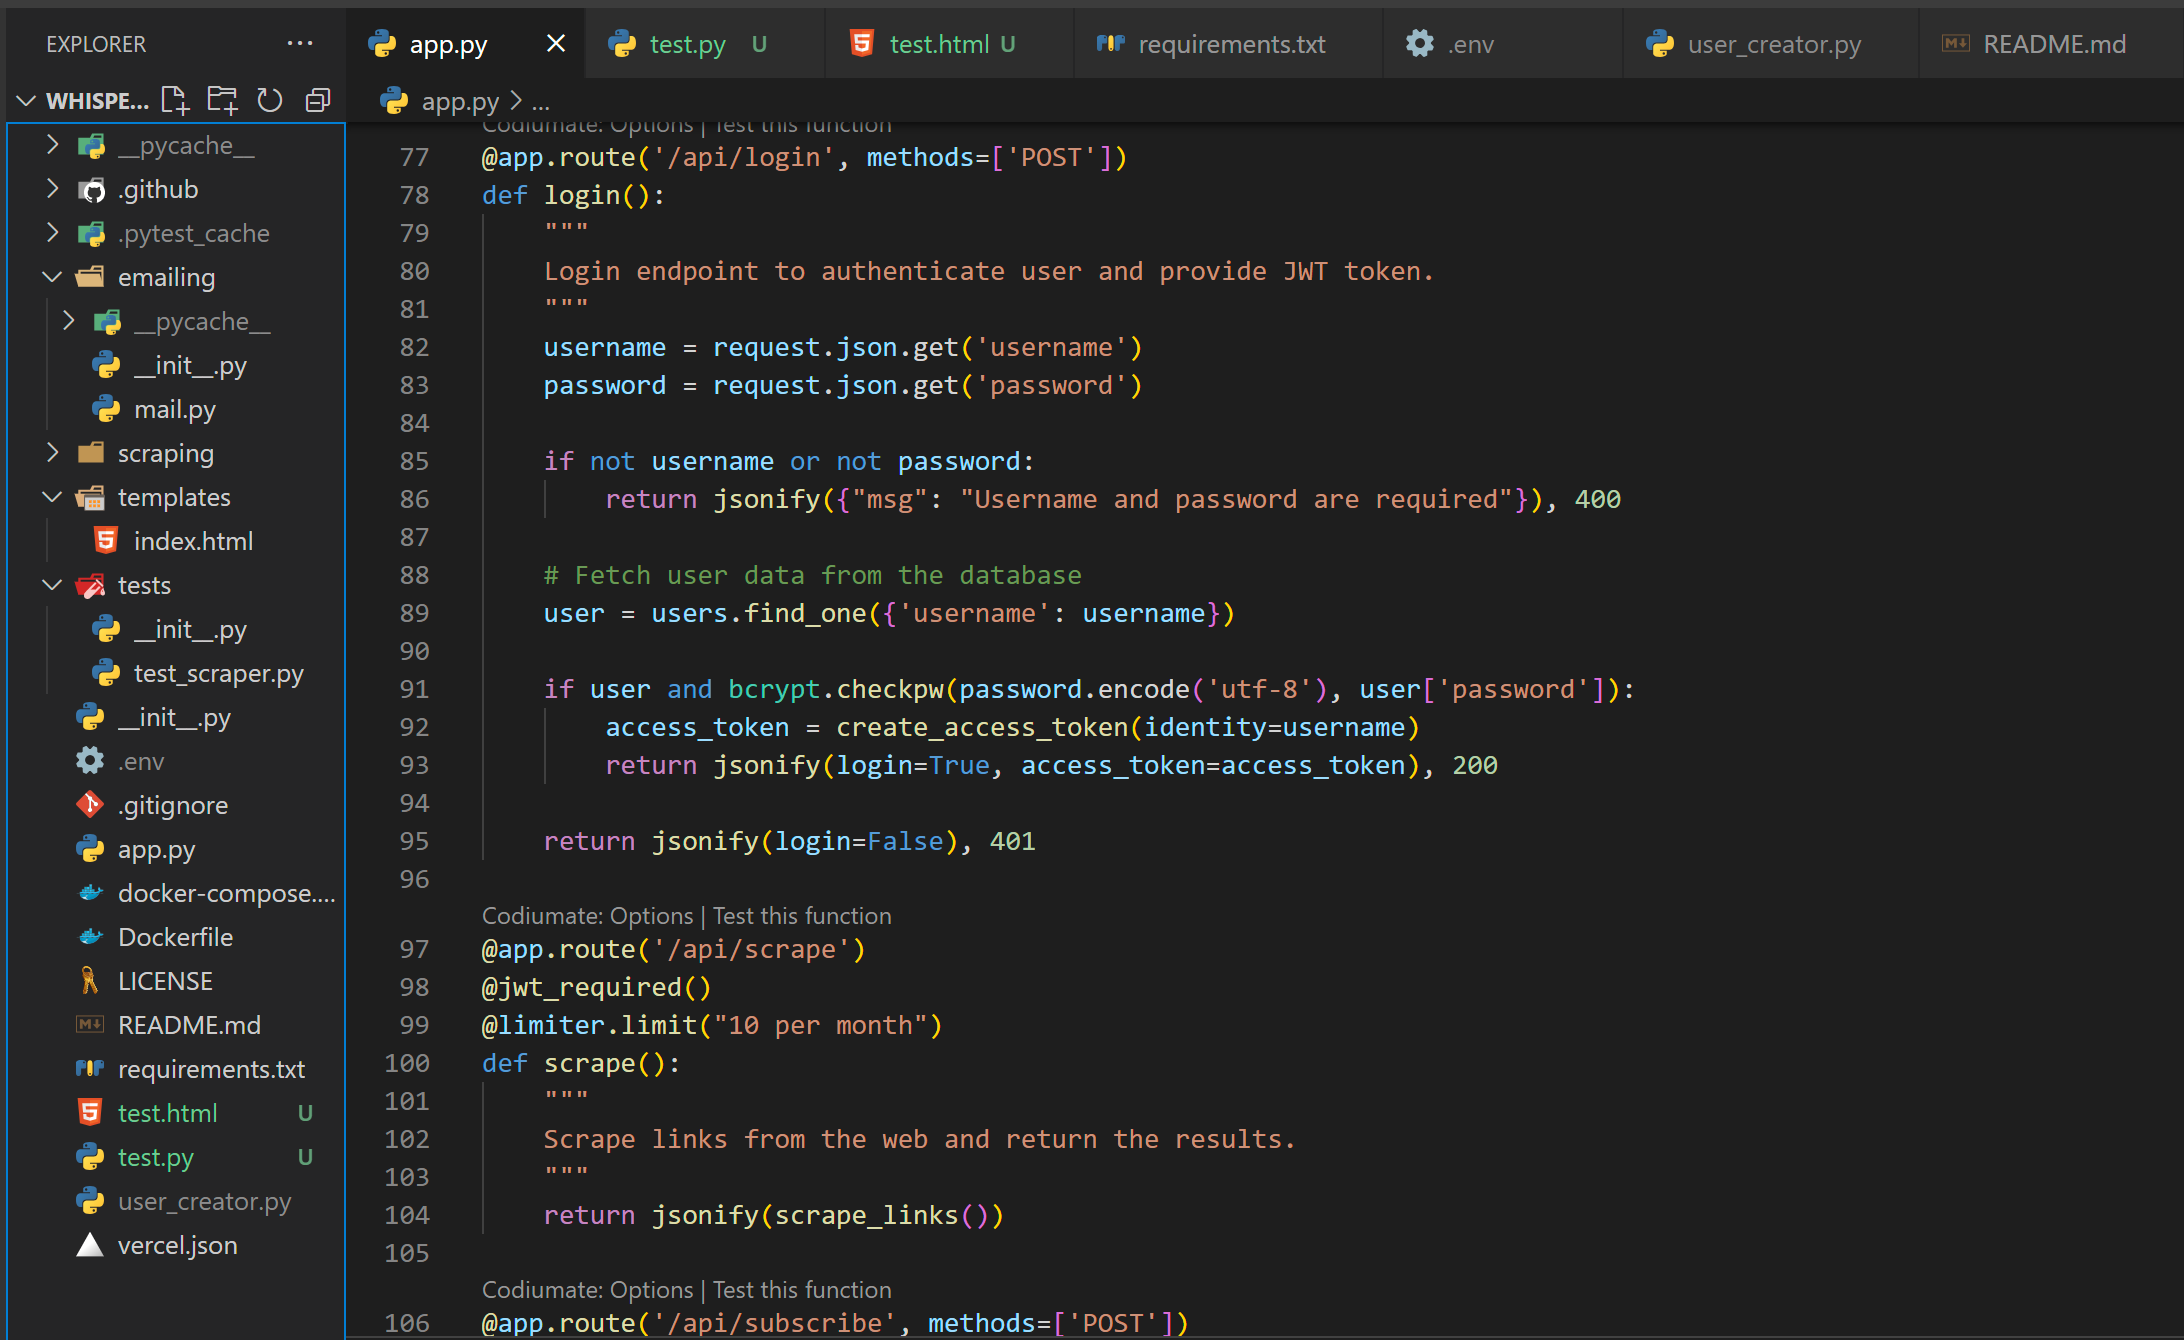 EXPLORER ...
WHISPE...
__pycache__
.github
.pytest_cache
emailing
__pycache__
__init__.py
mail.py
scraping
templates
index.html
tests
__init__.py
test_scraper.py
__init__.py
.env
.gitignore
app.py
docker-compose....
Dockerfile
LICENSE
README.md
requirements.txt
test.html U
test.py U
user_creator.py
vercel.json
app.py test.py U test.html U requirements.txt .env user_creator.py README.md
app.py > ...
Codiumate: Options | Test this function
77 @app.route('/api/login', methods=['POST'])
78 def login():
79     """
80     Login endpoint to authenticate user and provide JWT token.
81     """
82     username = request.json.get('username')
83     password = request.json.get('password')
84
85     if not username or not password:
86         return jsonify({"msg": "Username and password are required"}), 400
87
88     # Fetch user data from the database
89     user = users.find_one({'username': username})
90
91     if user and bcrypt.checkpw(password.encode('utf-8'), user['password']):
92         access_token = create_access_token(identity=username)
93         return jsonify(login=True, access_token=access_token), 200
94
95     return jsonify(login=False), 401
96
Codiumate: Options | Test this function
97 @app.route('/api/scrape')
98 @jwt_required()
99 @limiter.limit("10 per month")
100 def scrape():
101     """
102     Scrape links from the web and return the results.
103     """
104     return jsonify(scrape_links())
105
Codiumate: Options | Test this function
106 @app.route('/api/subscribe', methods=['POST'])